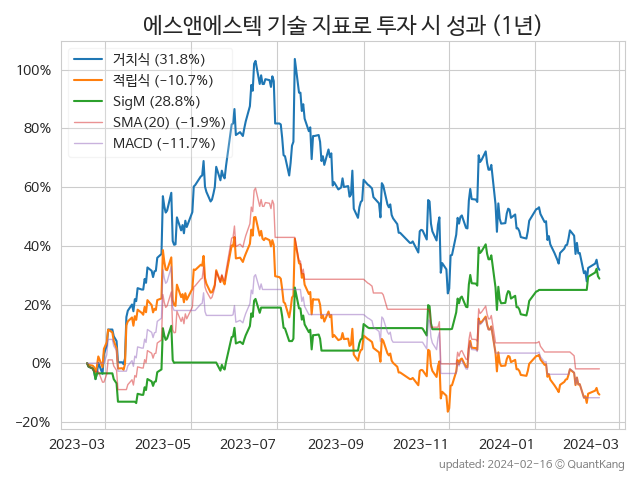 에스앤에스텍 기술 지표로 투자 시 성과 (1년)
거치식 (31.8%)
적립식 (−10.7%)
SigM (28.8%)
SMA(20) (−1.9%)
MACD (−11.7%)
100%
80%
60%
40%
20%
0%
−20%
2023-03 2023-05 2023-07 2023-09 2023-11 2024-01 2024-03
updated: 2024-02-16 © QuantKang